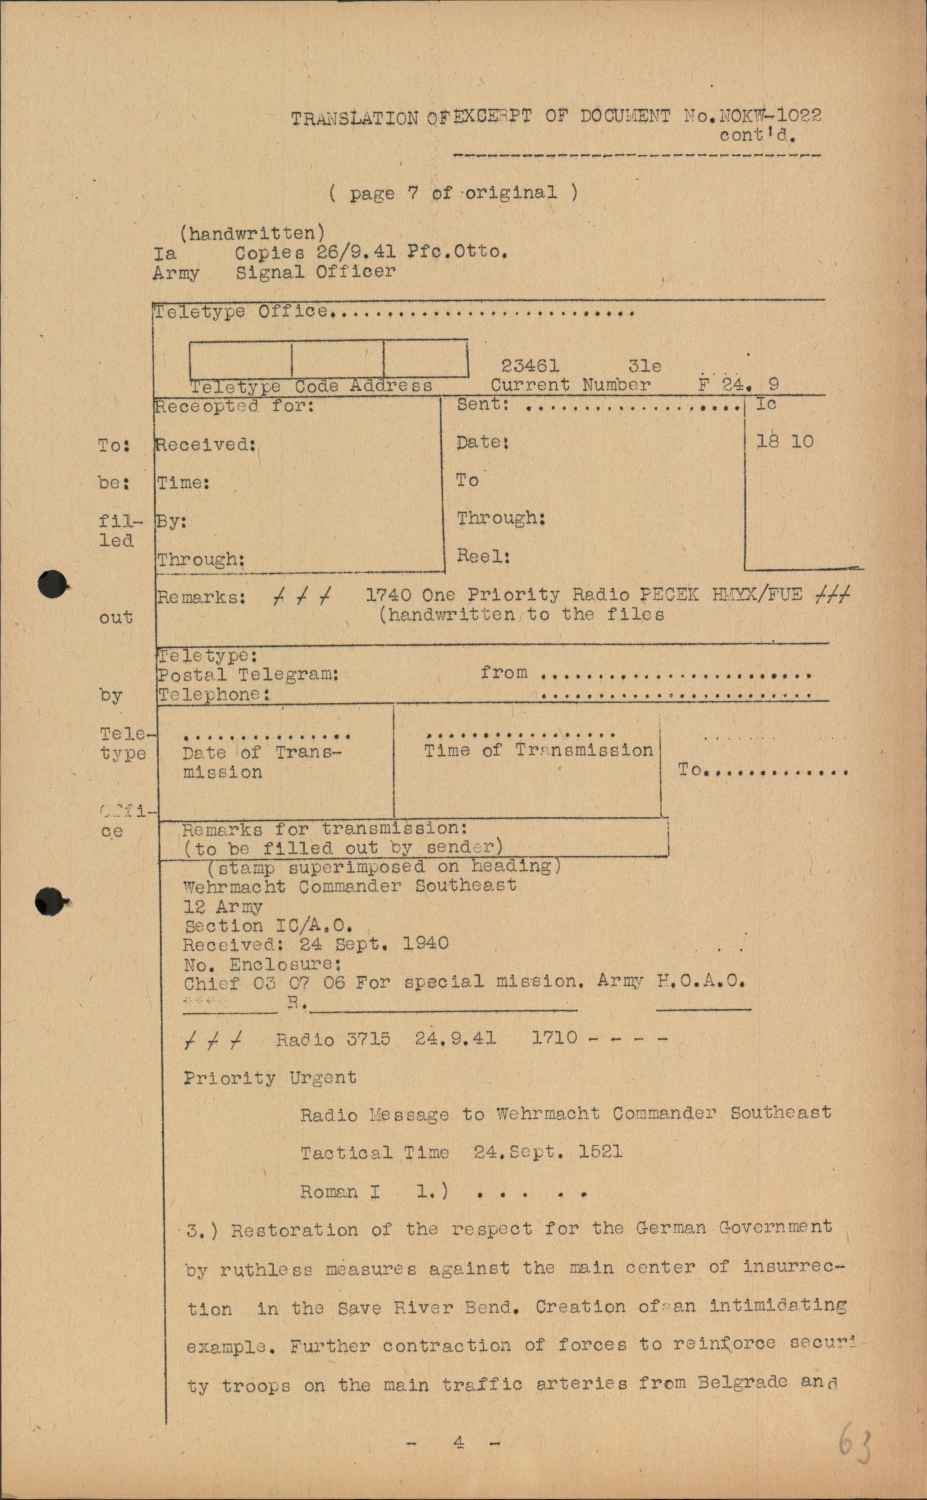 TRANSLATION OF EXCERPT OF DOCUMENT No. NOKW-1022
cont'd.
( page 7 of original )
(handwritten)
Ia Copies 26/9.41 Pfc.Otto.
Army Signal Officer
Teletype Office...........................
23461 31e
Teletype Code Address Current Number F 24. 9
Receopted for: Sent: ................... Ic
To: Received: Date: 18 10
be: Time: To
fil- By: Through:
led
Through: Reel:
Remarks: / / / 1740 One Priority Radio PECEK HMYX/FUE ///
out (handwritten to the files
Teletype:
Postal Telegram: from ........................
by Telephone: ........................
Tele- ............... .................
type Date of Trans- Time of Transmission
mission To.............
Offi-
ce Remarks for transmission:
(to be filled out by sender)
(stamp superimposed on heading)
Wehrmacht Commander Southeast
12 Army
Section IC/A.O.
Received: 24 Sept. 1940
No. Enclosure:
Chief 03 07 06 For special mission. Army H.O.A.O.
R.
/ / / Radio 3715 24.9.41 1710 - - - -
Priority Urgent
Radio Message to Wehrmacht Commander Southeast
Tactical Time 24.Sept. 1521
Roman I 1.) . . . . .
3.) Restoration of the respect for the German Government
by ruthless measures against the main center of insurrec-
tion in the Save River Bend. Creation of an intimidating
example. Further contraction of forces to reinforce securi-
ty troops on the main traffic arteries from Belgrade and
- 4 -
63